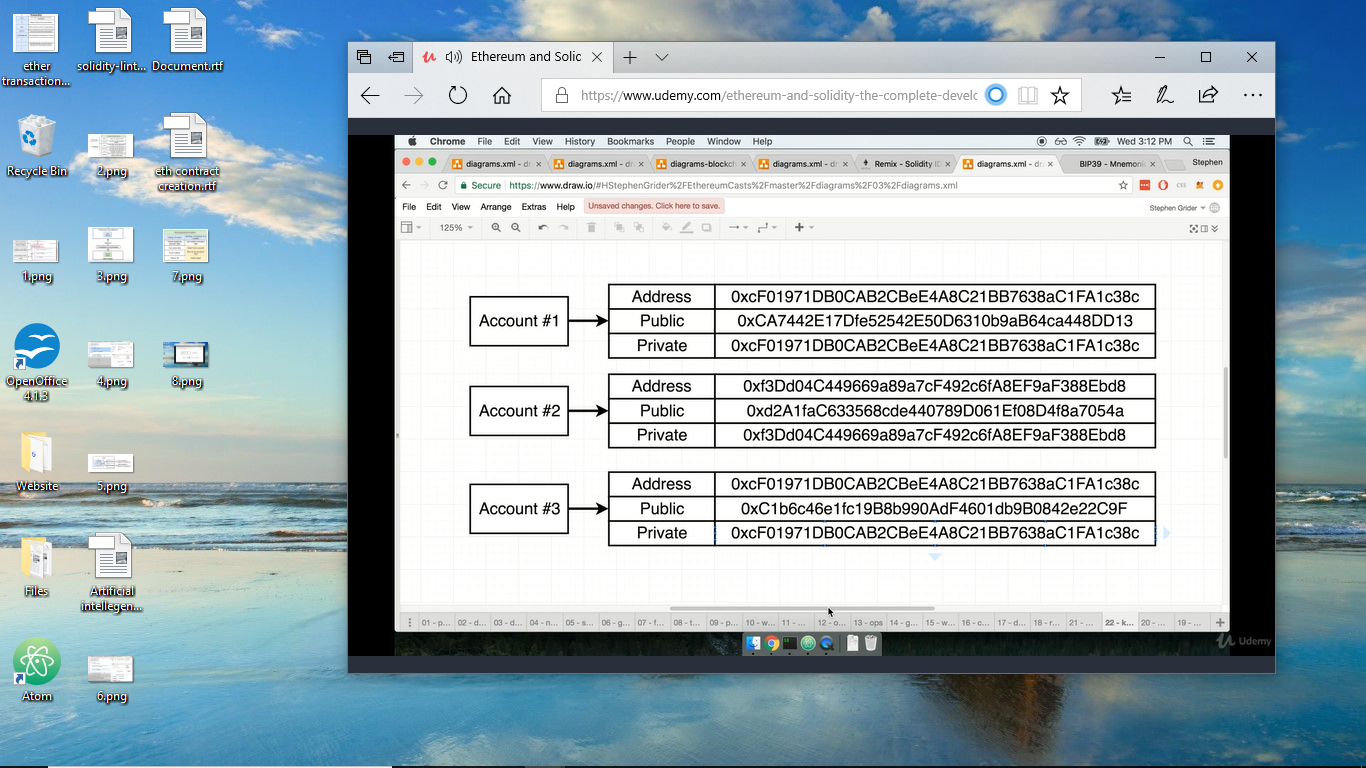 ether
transaction...
solidity-lint...
Document.rtf
Recycle Bin
2.png
eth contract
creation.rtf
1.png
3.png
7.png
OpenOffice
4.1.3
4.png
8.png
Website
5.png
Files
Artificial
intellegen...
Atom
6.png
Ethereum and Solic
https://www.udemy.com/ethereum-and-solidity-the-complete-develo
Chrome File Edit View History Bookmarks People Window Help
Wed 3:12 PM
diagrams.xml - dr
diagrams.xml - dr
diagrams-blockch
diagrams.xml - dr
Remix - Solidity ID
diagrams.xml - dr
BIP39 - Mnemonic
Stephen
Secure https://www.draw.io/#HStephenGrider%2FEthereumCasts%2Fmaster%2Fdiagrams%2F03%2Fdiagrams.xml
File Edit View Arrange Extras Help Unsaved changes. Click here to save.
Stephen Grider
125%
Account #1
Address 0xcF01971DB0CAB2CBeE4A8C21BB7638aC1FA1c38c
Public 0xCA7442E17Dfe52542E50D6310b9aB64ca448DD13
Private 0xcF01971DB0CAB2CBeE4A8C21BB7638aC1FA1c38c
Account #2
Address 0xf3Dd04C449669a89a7cF492c6fA8EF9aF388Ebd8
Public 0xd2A1faC633568cde440789D061Ef08D4f8a7054a
Private 0xf3Dd04C449669a89a7cF492c6fA8EF9aF388Ebd8
Account #3
Address 0xcF01971DB0CAB2CBeE4A8C21BB7638aC1FA1c38c
Public 0xC1b6c46e1fc19B8b990AdF4601db9B0842e22C9F
Private 0xcF01971DB0CAB2CBeE4A8C21BB7638aC1FA1c38c
01 - p... 02 - d... 03 - d... 04 - n... 05 - s... 06 - g... 07 - f... 08 - t... 09 - p... 10 - w... 11 - ... 12 - o... 13 - ops 14 - g... 15 - w... 16 - c... 17 - d... 18 - r... 21 - ... 22 - k... 20 - ... 19 - ...
Udemy